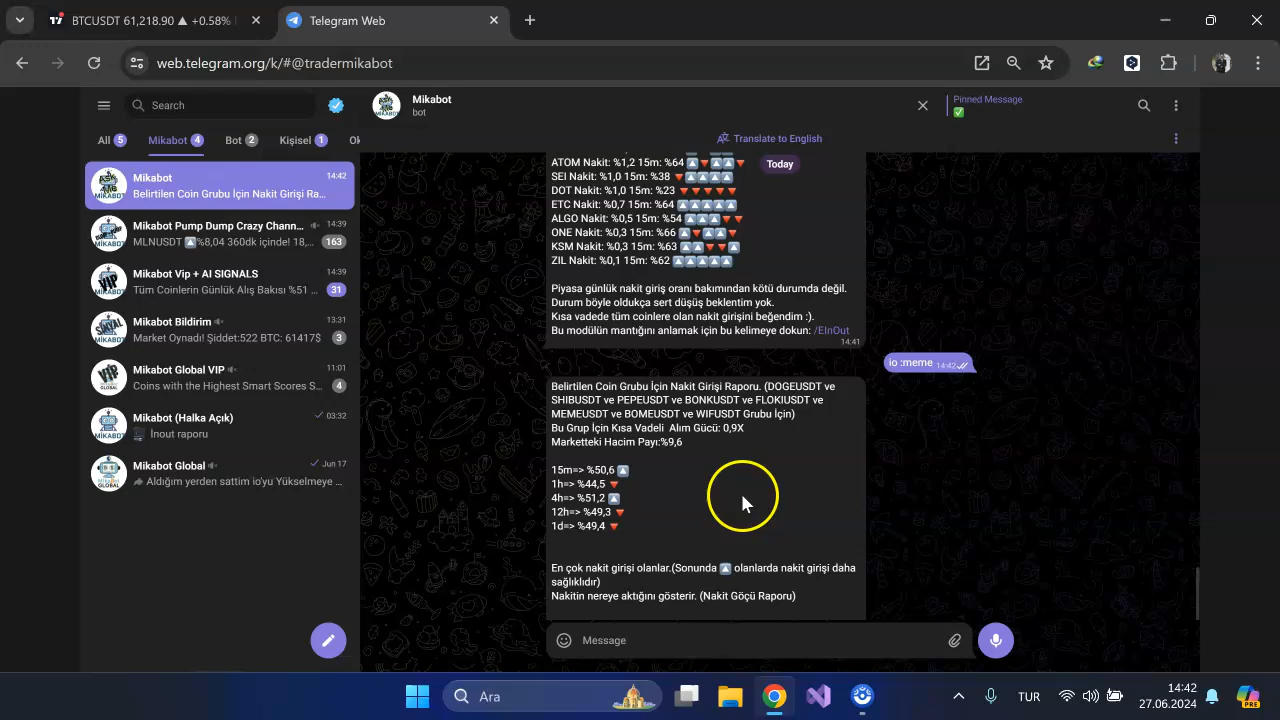 BTCUSDT 61,218.90 ▲ +0.58%
Telegram Web
web.telegram.org/k/#@tradermikabot
Search
All 5
Mikabot 4
Bot 2
Kişisel 1
Mikabot 14:42
Belirtilen Coin Grubu İçin Nakit Girişi Ra...
Mikabot Pump Dump Crazy Chann... 14:39
MLNUSDT 🔼%8,04 360dk içinde! 18,... 163
Mikabot Vip + AI SIGNALS 14:39
Tüm Coinlerin Günlük Alış Baskısı %51 ... 31
Mikabot Bildirim 13:31
Market Oynadı! Şiddet:522 BTC: 61417$ 3
Mikabot Global VIP 11:01
Coins with the Highest Smart Scores S... 4
Mikabot (Halka Açık) 03:32
Inout raporu
Mikabot Global Jun 17
Aldığım yerden sattim io'yu Yükselmeye ...
Mikabot
bot
Pinned Message
✅
Translate to English
Today
ATOM Nakit: %1,2 15m: %64 🔼🔻🔼🔼🔻
SEI Nakit: %1,0 15m: %38 🔻🔼🔼🔼🔼
DOT Nakit: %1,0 15m: %23 🔻🔻🔻🔻🔻
ETC Nakit: %0,7 15m: %64 🔼🔼🔼🔼🔼
ALGO Nakit: %0,5 15m: %54 🔼🔼🔼🔻🔻
ONE Nakit: %0,3 15m: %66 🔼🔻🔼🔼🔻
KSM Nakit: %0,3 15m: %63 🔼🔼🔻🔻🔼
ZIL Nakit: %0,1 15m: %62 🔼🔼🔼🔼🔼
Piyasa günlük nakit giriş oranı bakımından kötü durumda değil.
Durum böyle oldukça sert düşüş beklentim yok.
Kısa vadede tüm coinlere olan nakit girişini beğendim :).
Bu modülün mantığını anlamak için bu kelimeye dokun: /EInOut
14:41
io :meme 14:42
Belirtilen Coin Grubu İçin Nakit Girişi Raporu. (DOGEUSDT ve
SHIBUSDT ve PEPEUSDT ve BONKUSDT ve FLOKIUSDT ve
MEMEUSDT ve BOMEUSDT ve WIFUSDT Grubu İçin)
Bu Grup İçin Kısa Vadeli Alım Gücü: 0,9X
Marketteki Hacim Payı:%9,6
15m=> %50,6 🔼
1h=> %44,5 🔻
4h=> %51,2 🔼
12h=> %49,3 🔻
1d=> %49,4 🔻
En çok nakit girişi olanlar.(Sonunda 🔼 olanlarda nakit girişi daha
sağlıklıdır)
Nakitin nereye aktığını gösterir. (Nakit Göçü Raporu)
Message
Ara
TUR
14:42
27.06.2024
PRE